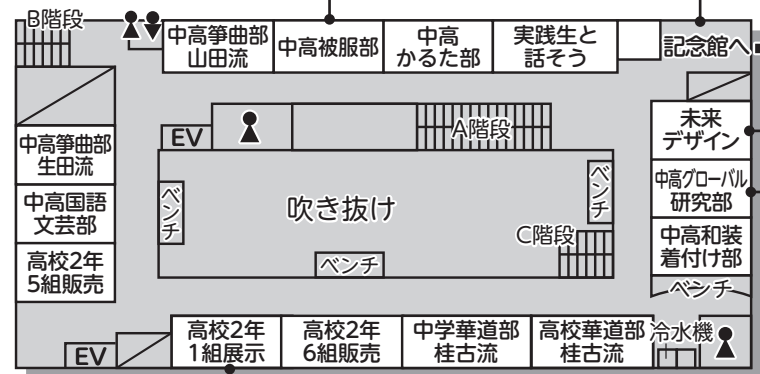 B階段
中高箏曲部
山田流
中高被服部
中高
かるた部
実践生と
話そう
記念館へ
EV
A階段
未来
デザイン
中高箏曲部
生田流
中高グローバル
研究部
ベンチ
吹き抜け
ベンチ
中高国語
文芸部
C階段
中高和装
着付け部
高校2年
5組販売
ベンチ
ベンチ
EV
高校2年
1組展示
高校2年
6組販売
中学華道部
桂古流
高校華道部
桂古流
冷水機